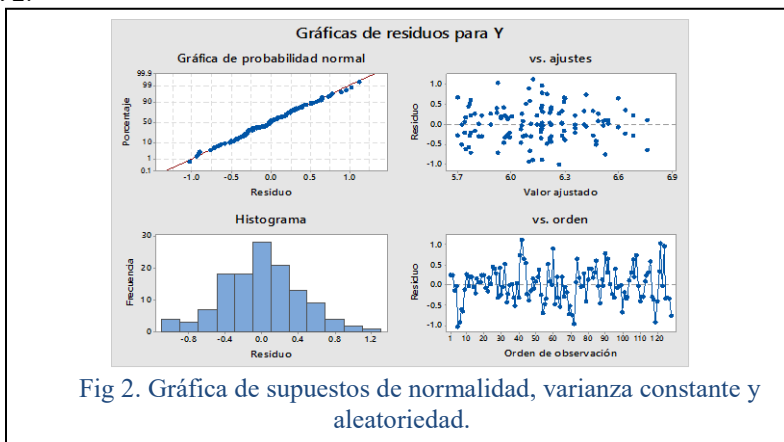 Gráficas de residuos para Y
Gráfica de probabilidad normal
99.9
99
90
50
10
1
0.1
Porcentaje
-1.0 -0.5 0.0 0.5 1.0
Residuo
vs. ajustes
1.0
0.5
0.0
-0.5
-1.0
Residuo
5.7 6.0 6.3 6.6 6.9
Valor ajustado
Histograma
30
20
10
0
Frecuencia
-0.8 -0.4 0.0 0.4 0.8 1.2
Residuo
vs. orden
1.0
0.5
0.0
-0.5
-1.0
Residuo
1 10 20 30 40 50 60 70 80 90 100 110 120
Orden de observación
Fig 2. Gráfica de supuestos de normalidad, varianza constante y
aleatoriedad.